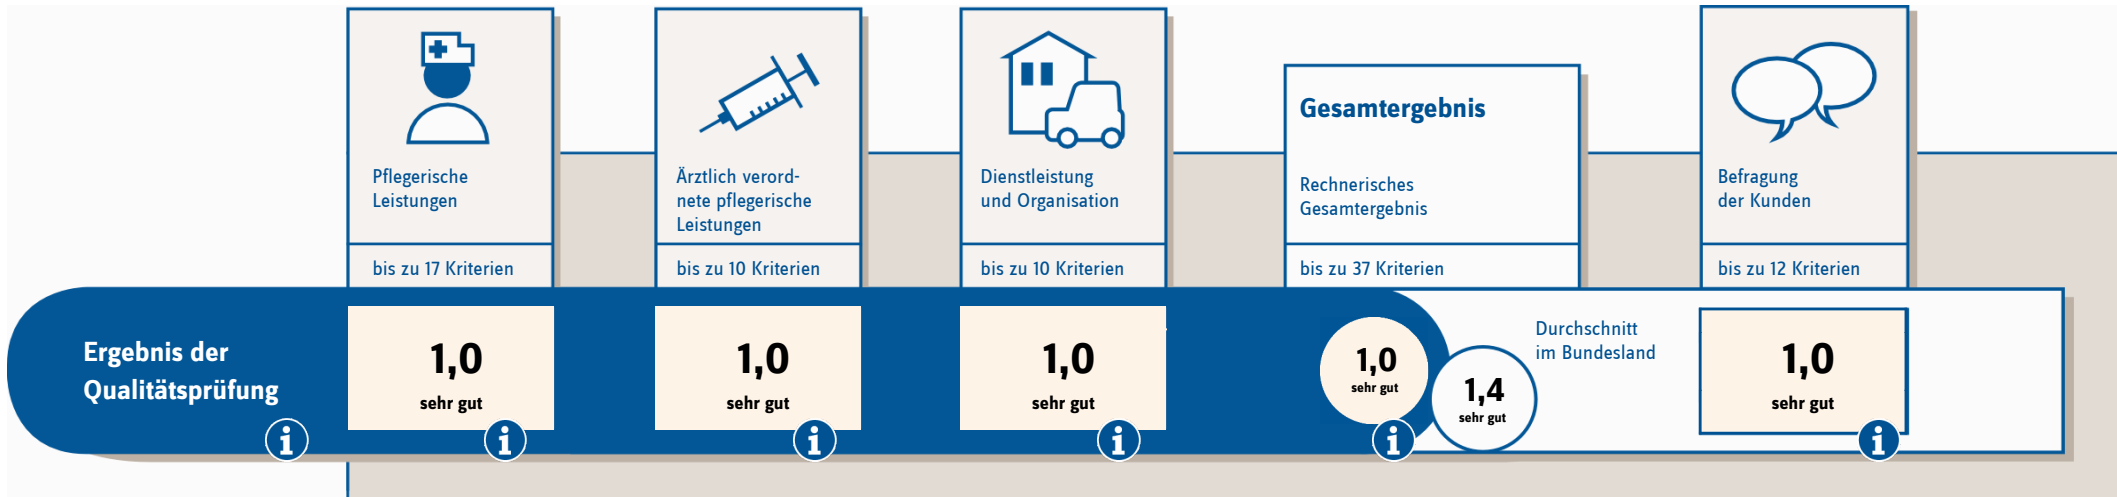 Pflegerische
Leistungen
bis zu 17 Kriterien
Ärztlich verord-
nete pflegerische
Leistungen
bis zu 10 Kriterien
Dienstleistung
und Organisation
bis zu 10 Kriterien
Gesamtergebnis
Rechnerisches
Gesamtergebnis
bis zu 37 Kriterien
Befragung
der Kunden
bis zu 12 Kriterien
Ergebnis der
Qualitätsprüfung
i
1,0
sehr gut
i
1,0
sehr gut
i
1,0
sehr gut
i
1,0
sehr gut
i
1,4
sehr gut
Durchschnitt
im Bundesland
1,0
sehr gut
i